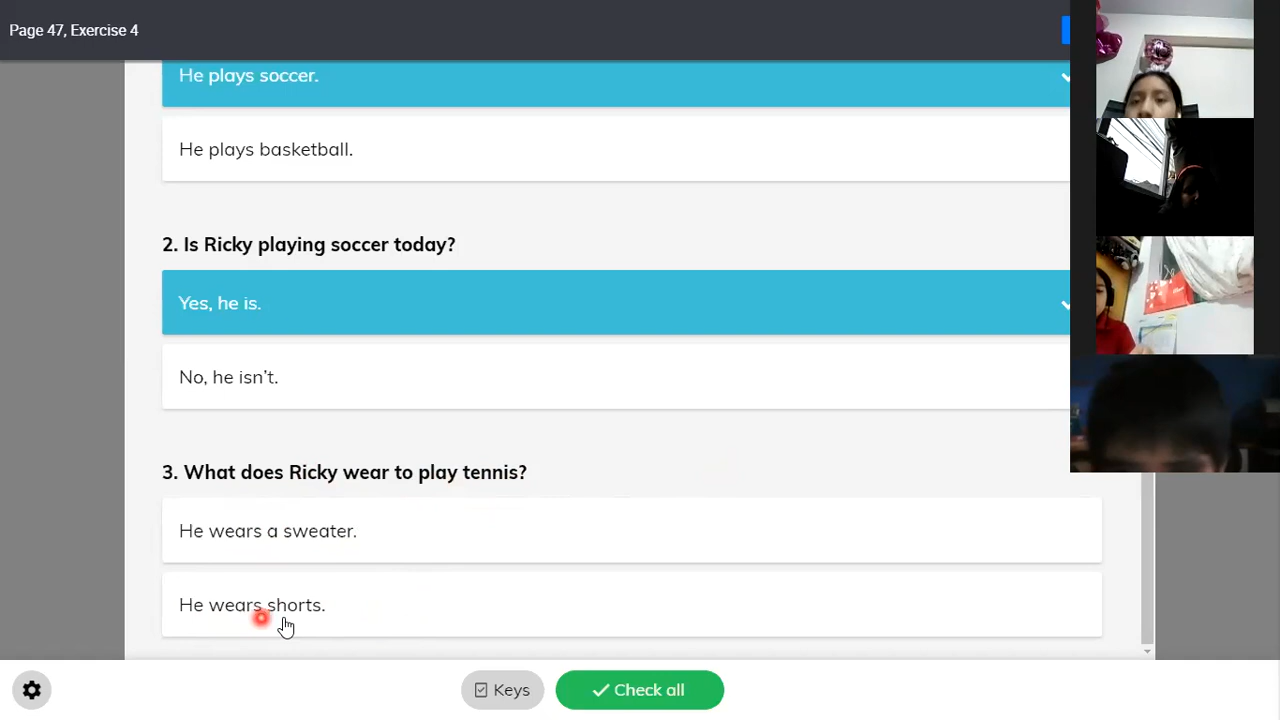 Page 47, Exercise 4
He plays soccer.
He plays basketball.
2. Is Ricky playing soccer today?
Yes, he is.
No, he isn’t.
3. What does Ricky wear to play tennis?
He wears a sweater.
He wears shorts.
Keys
Check all